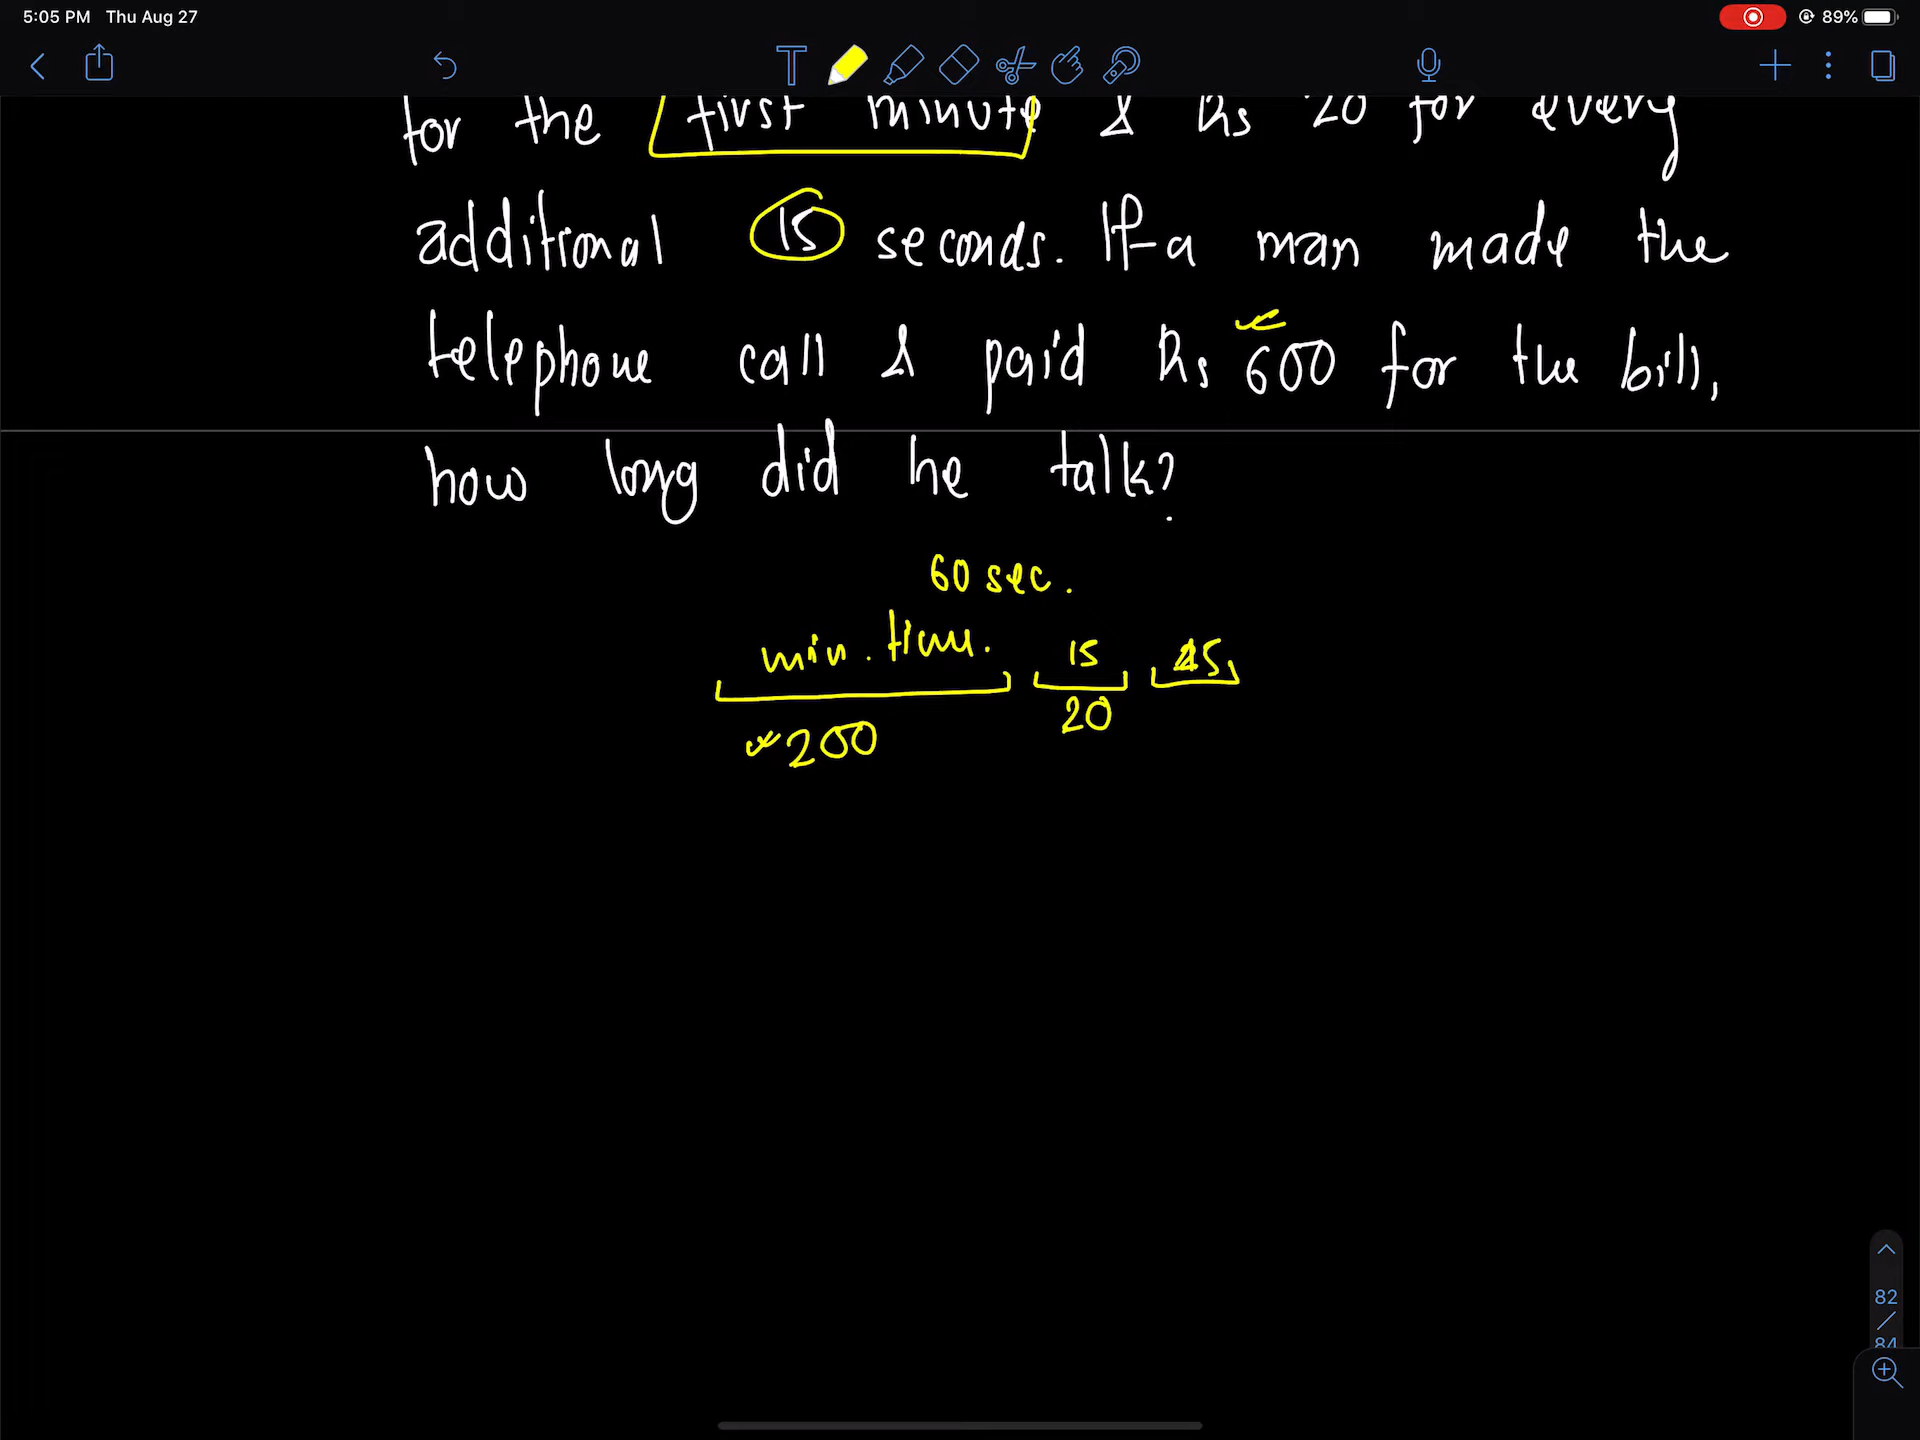 5:05 PM Thu Aug 27
89%
for the first minute & Rs 20 for every
additional 15 seconds. If a man made the
telephone call & paid Rs 600 for the bill,
how long did he talk?
60 sec.
min. time. 15 15
200 20
82
/
84